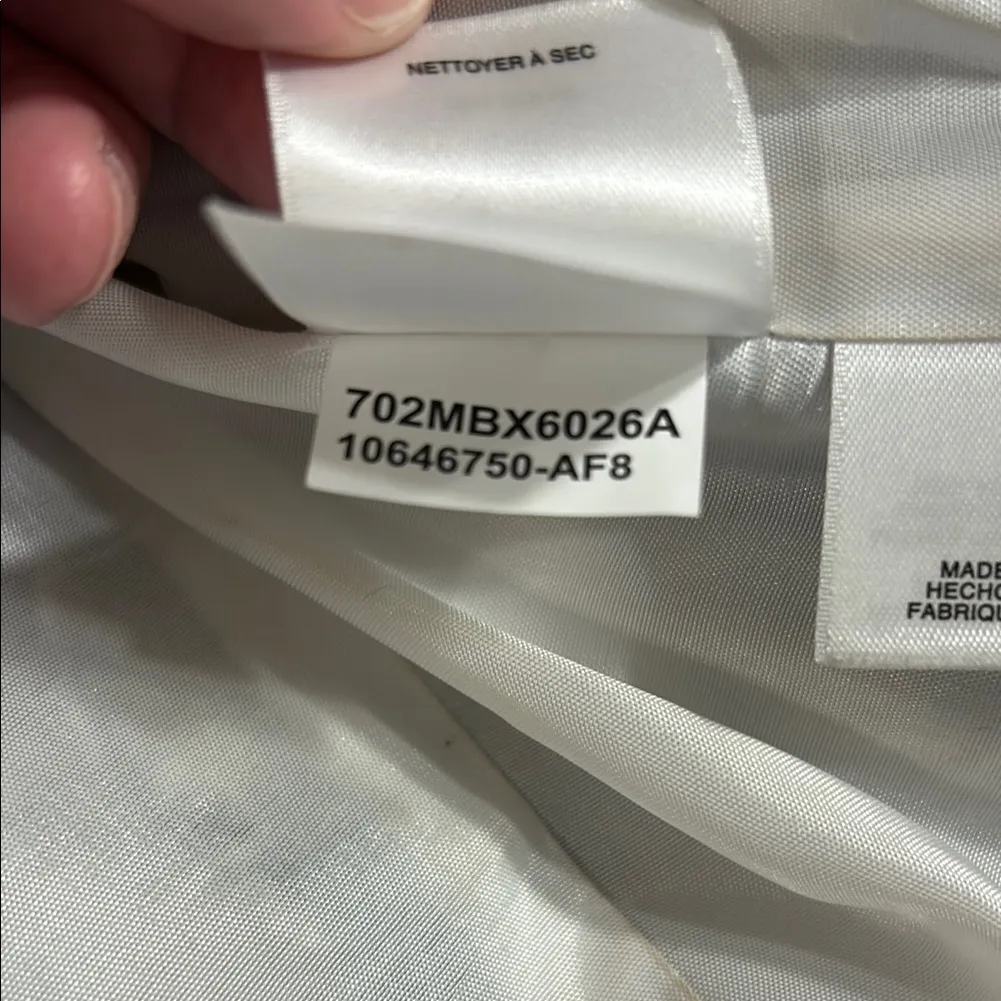 NETTOYER À SEC
702MBX6026A
10646750-AF8
MADE
HECHO
FABRIQU